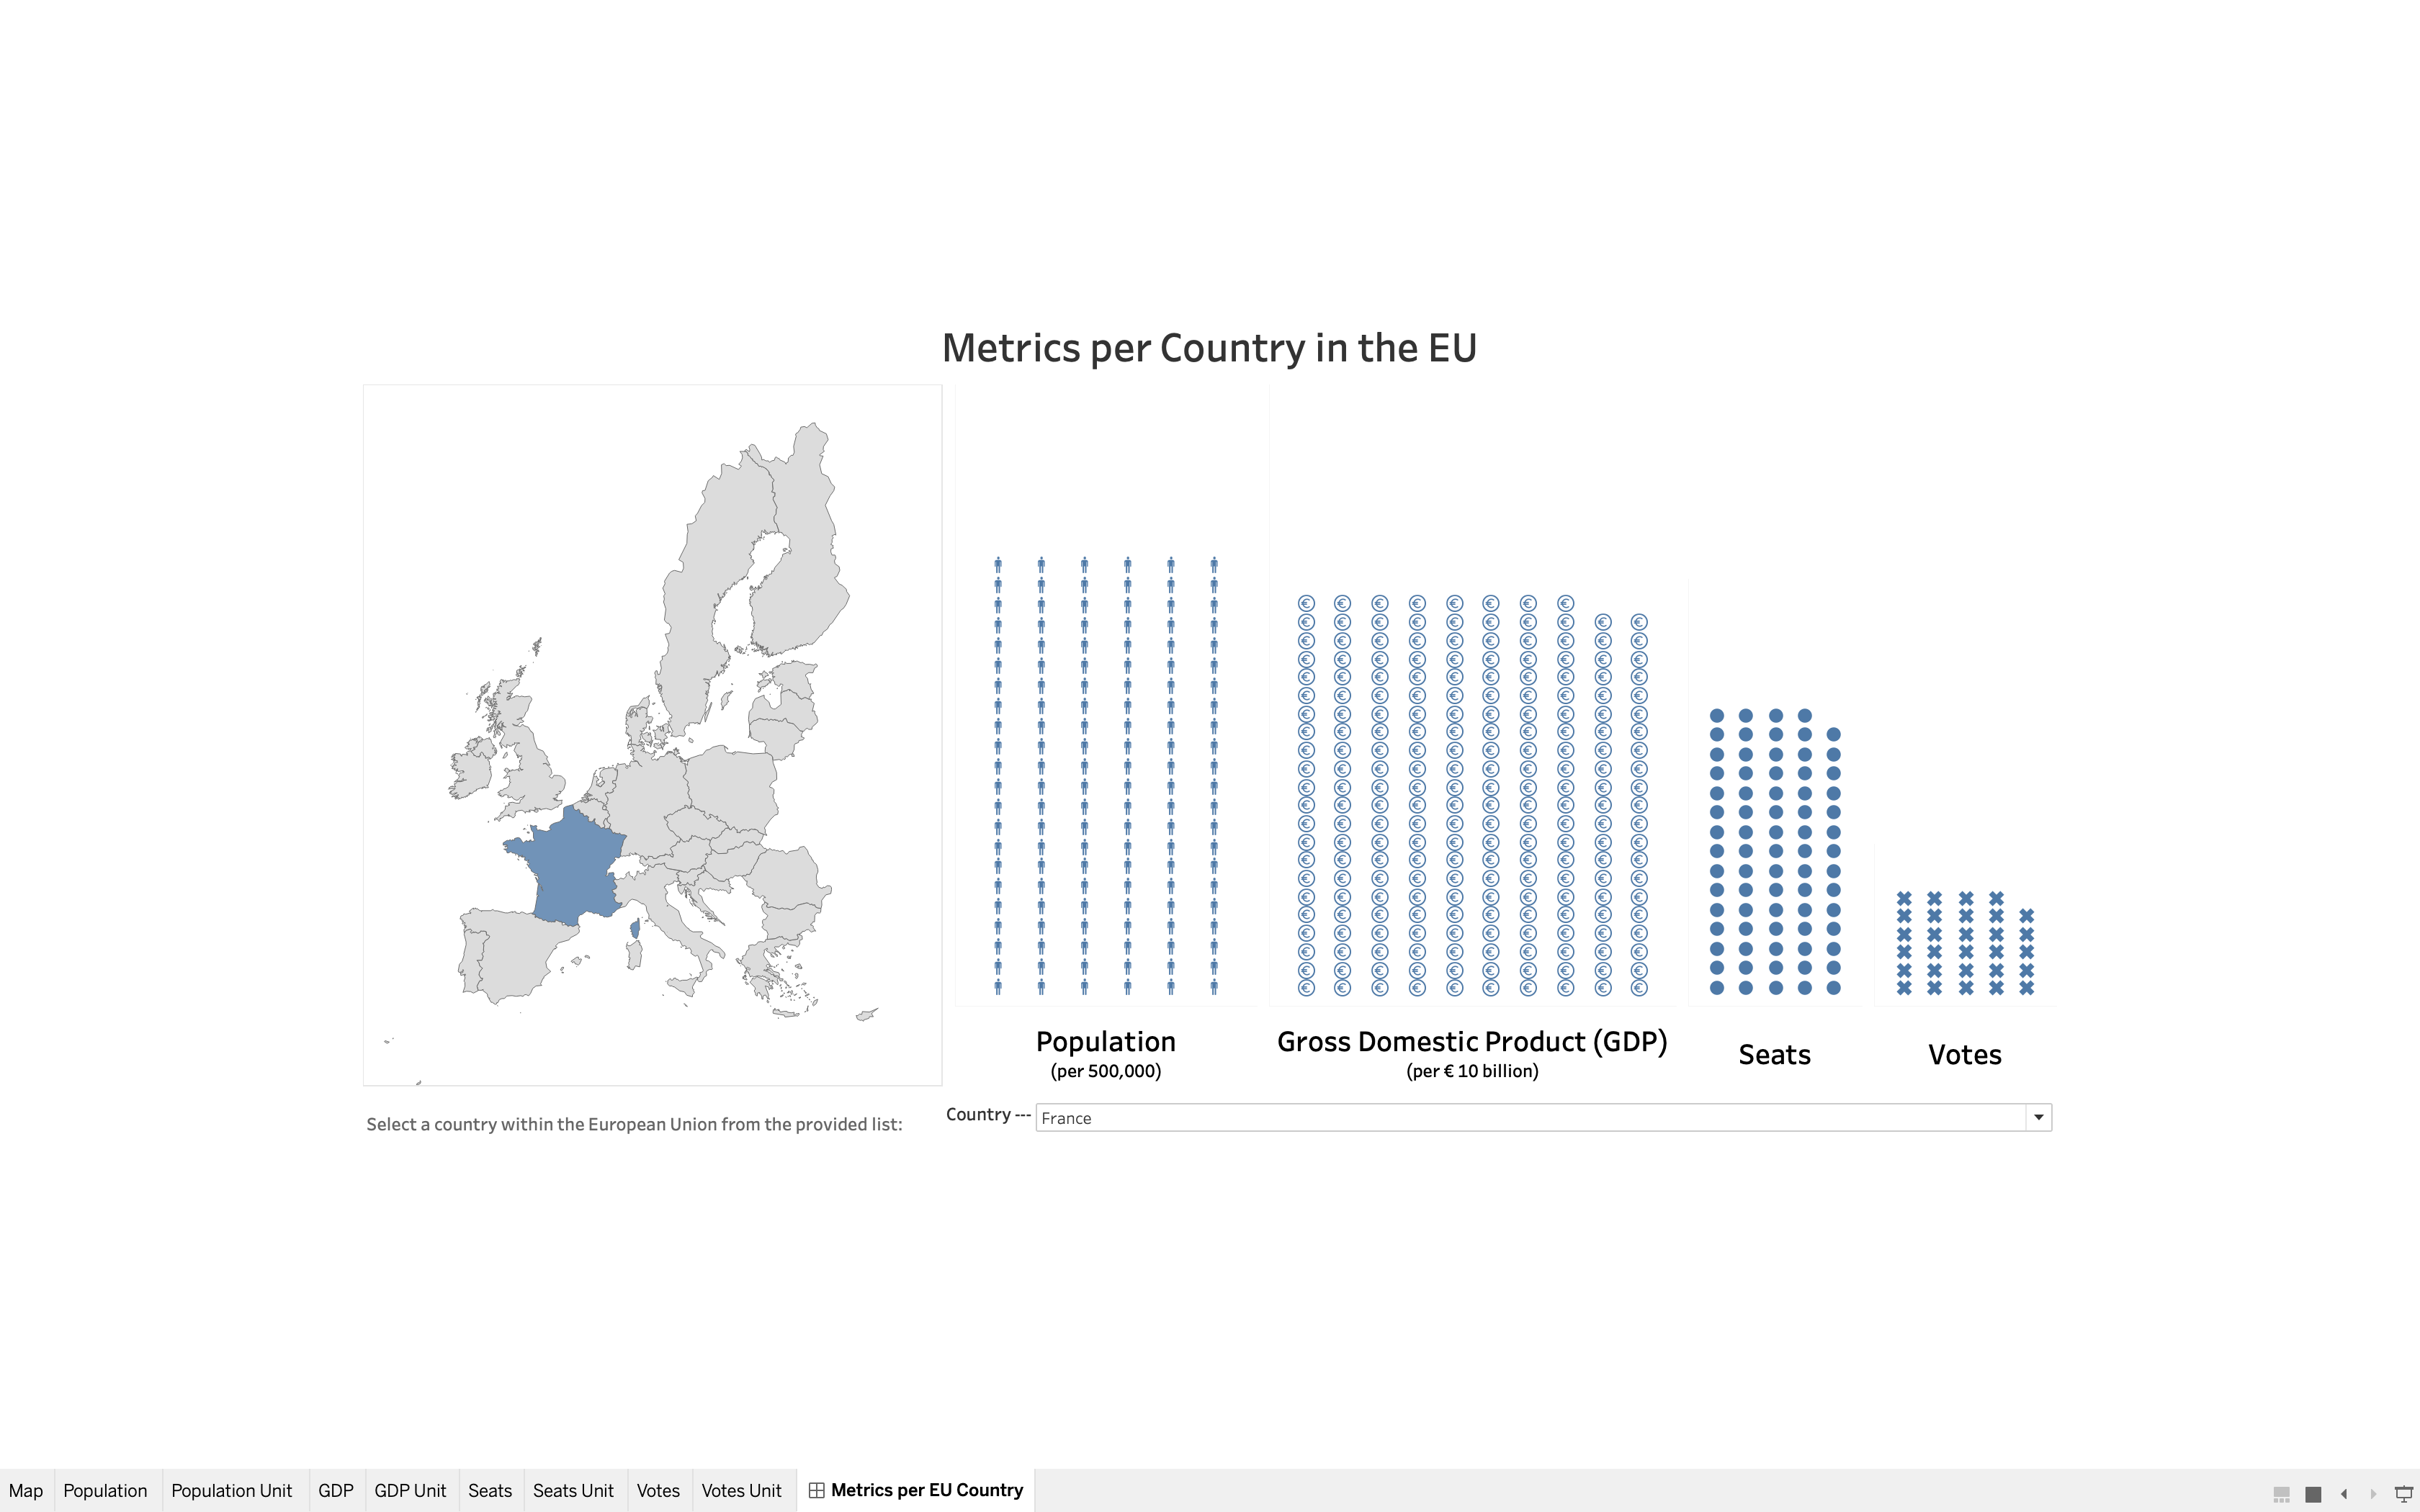 Metrics per Country in the EU
Population
(per 500,000)
Gross Domestic Product (GDP)
(per € 10 billion)
Seats
Votes
Select a country within the European Union from the provided list:
Country ---
France
Map
Population
Population Unit
GDP
GDP Unit
Seats
Seats Unit
Votes
Votes Unit
Metrics per EU Country